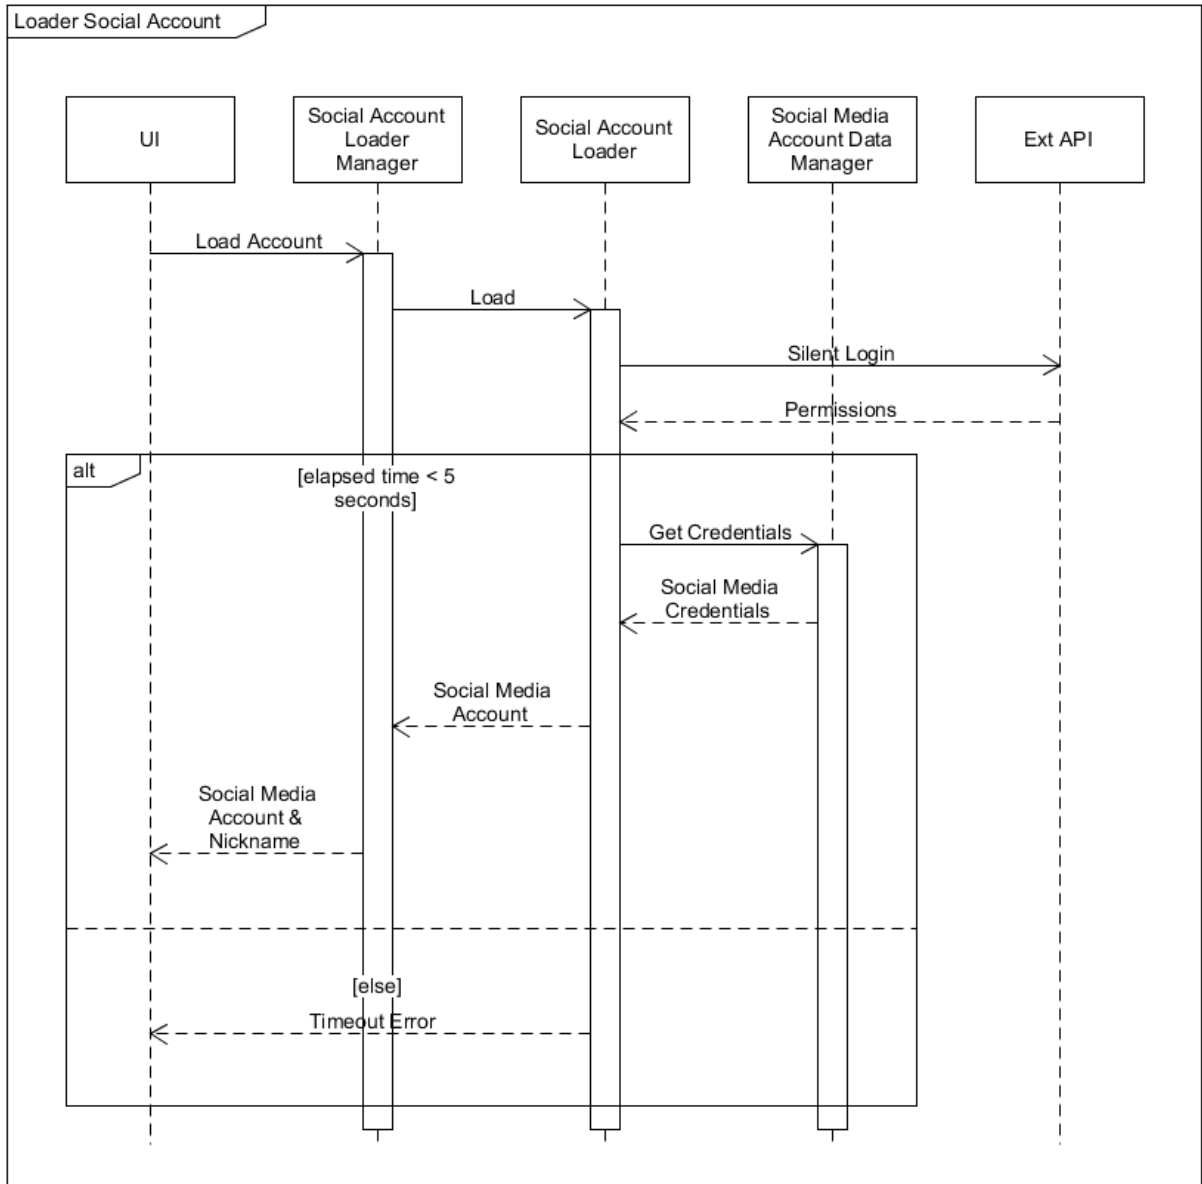 Loader Social Account
UI
Social Account
Loader
Manager
Social Account
Loader
Social Media
Account Data
Manager
Ext API
Load Account
Load
Silent Login
Permissions
alt
[elapsed time < 5
seconds]
Get Credentials
Social Media
Credentials
Social Media
Account
Social Media
Account &
Nickname
[else]
Timeout Error